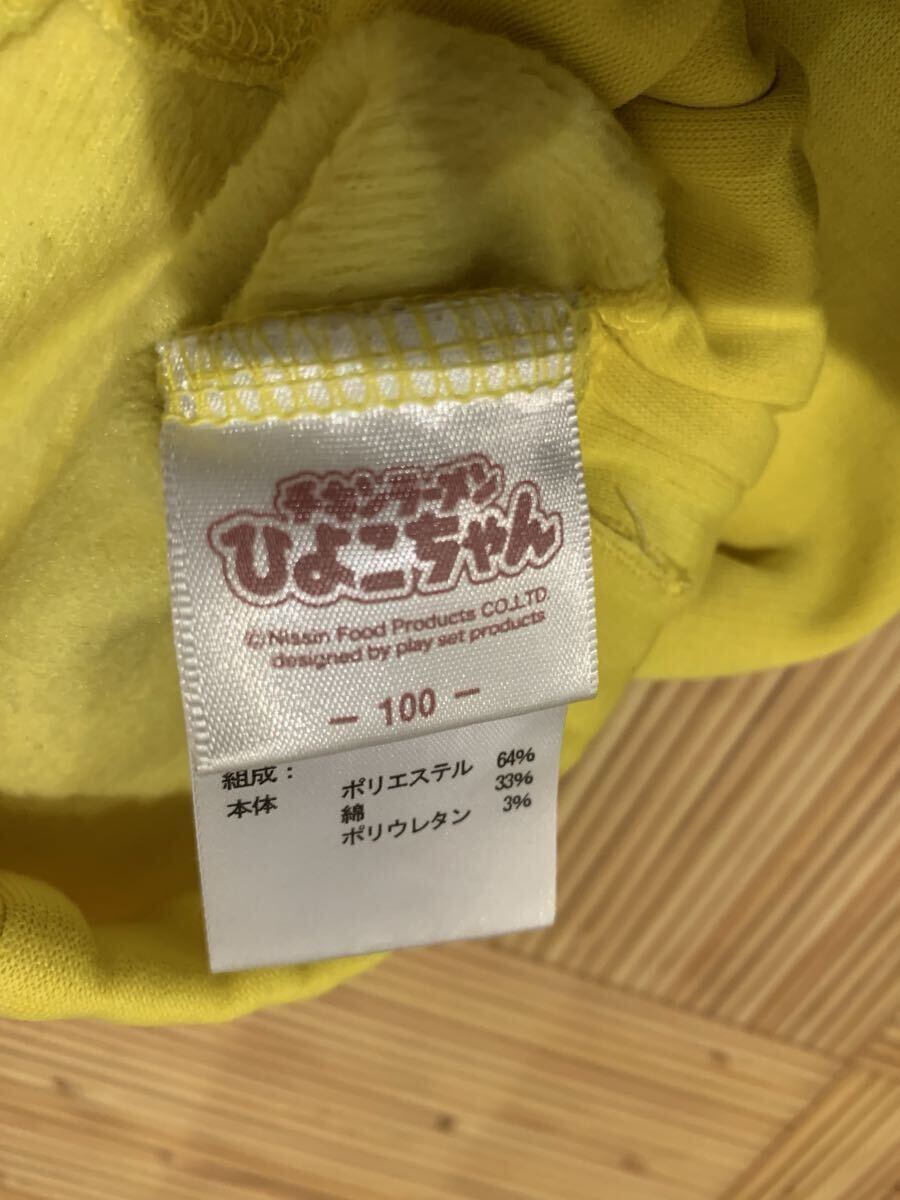 チキンラーメン
ひよこちゃん
©Nissin Food Products CO.,LTD
designed by play set products
- 100 -
組成:
本体 ポリエステル 64%
綿 33%
ポリウレタン 3%